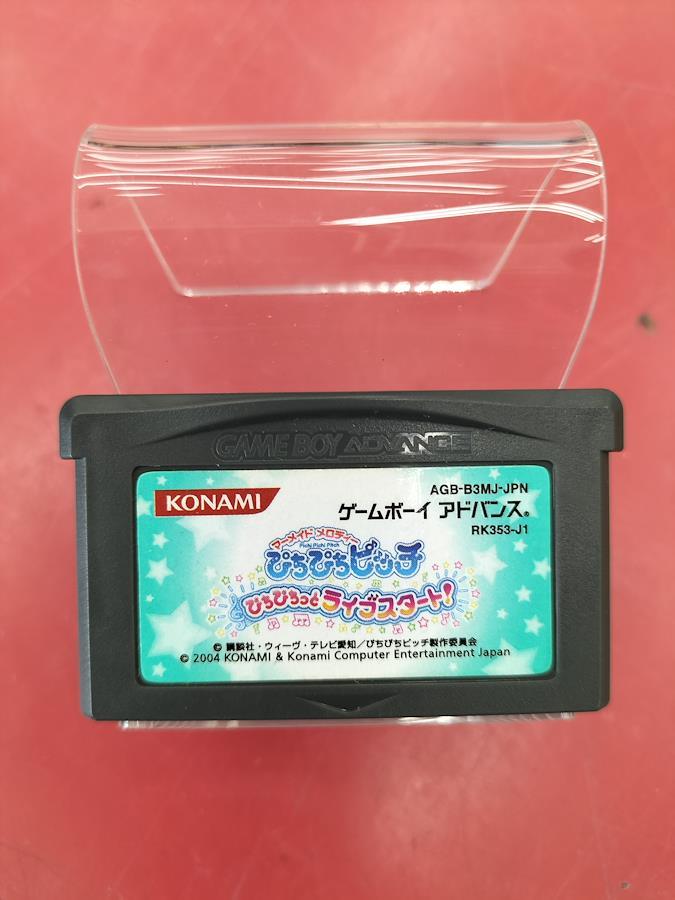 GAME BOY ADVANCE
KONAMI
AGB-B3MJ-JPN
ゲームボーイ アドバンス®
RK353-J1
マーメイド メロディー
Pichi Pichi Pitch
ぴちぴちピッチ
ぴちぴちっと ライブスタート!
© 講談社・ウィーヴ・テレビ愛知/ぴちぴちピッチ製作委員会
© 2004 KONAMI & Konami Computer Entertainment Japan